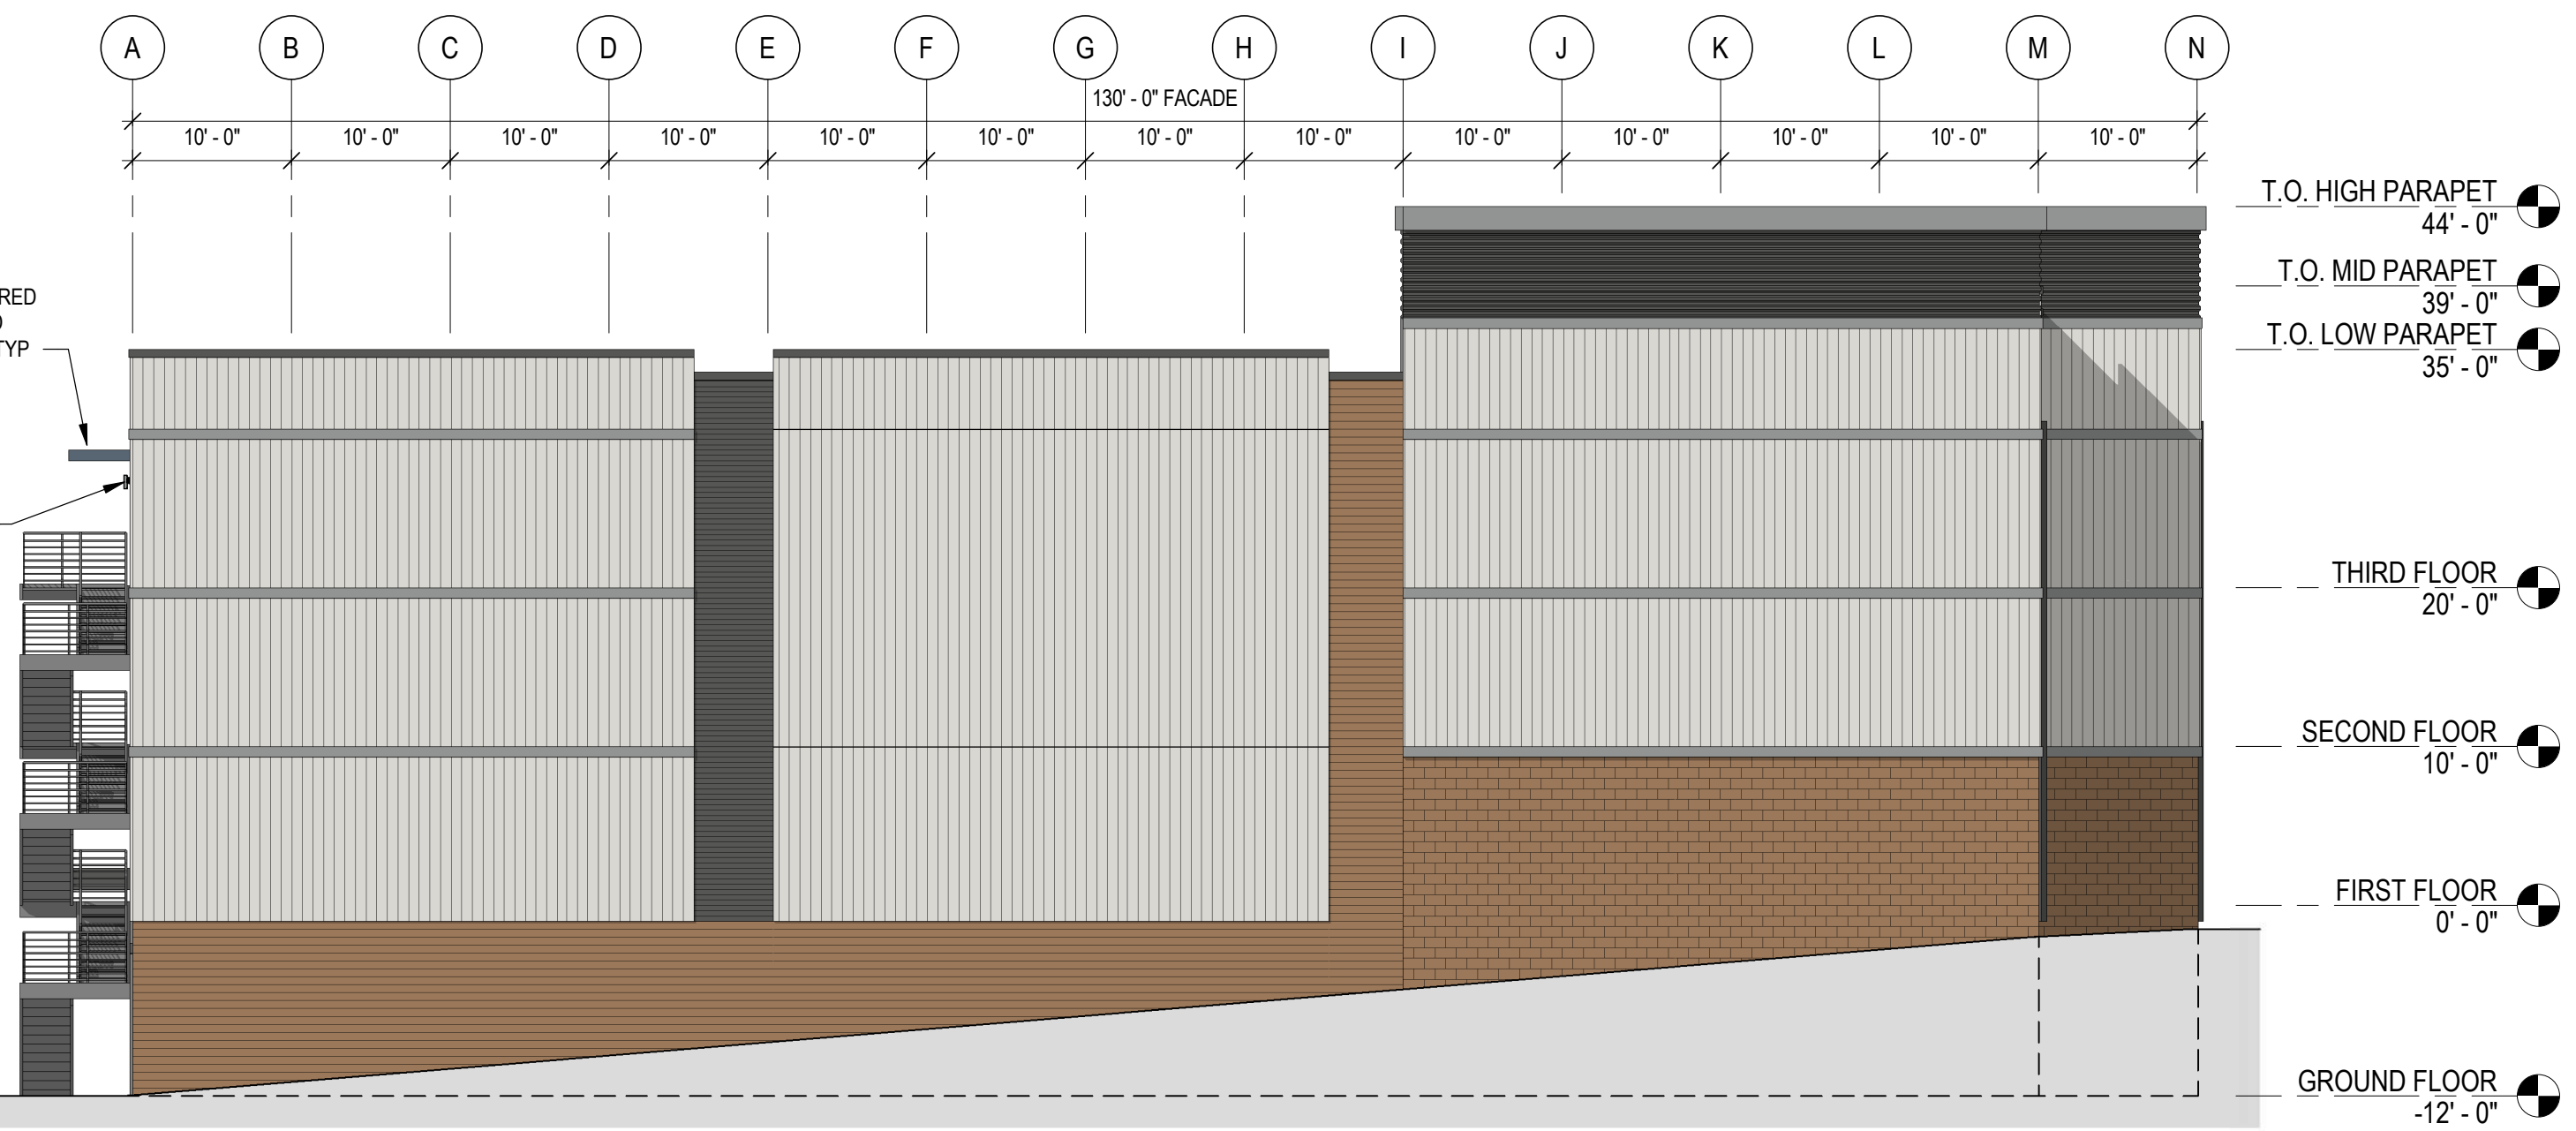 A B C D E F G H I J K L M N
130' - 0" FACADE
10' - 0" 10' - 0" 10' - 0" 10' - 0" 10' - 0" 10' - 0" 10' - 0" 10' - 0" 10' - 0" 10' - 0" 10' - 0" 10' - 0" 10' - 0"
T.O. HIGH PARAPET
44' - 0"
T.O. MID PARAPET
39' - 0"
T.O. LOW PARAPET
35' - 0"
TYP
THIRD FLOOR
20' - 0"
SECOND FLOOR
10' - 0"
FIRST FLOOR
0' - 0"
GROUND FLOOR
-12' - 0"